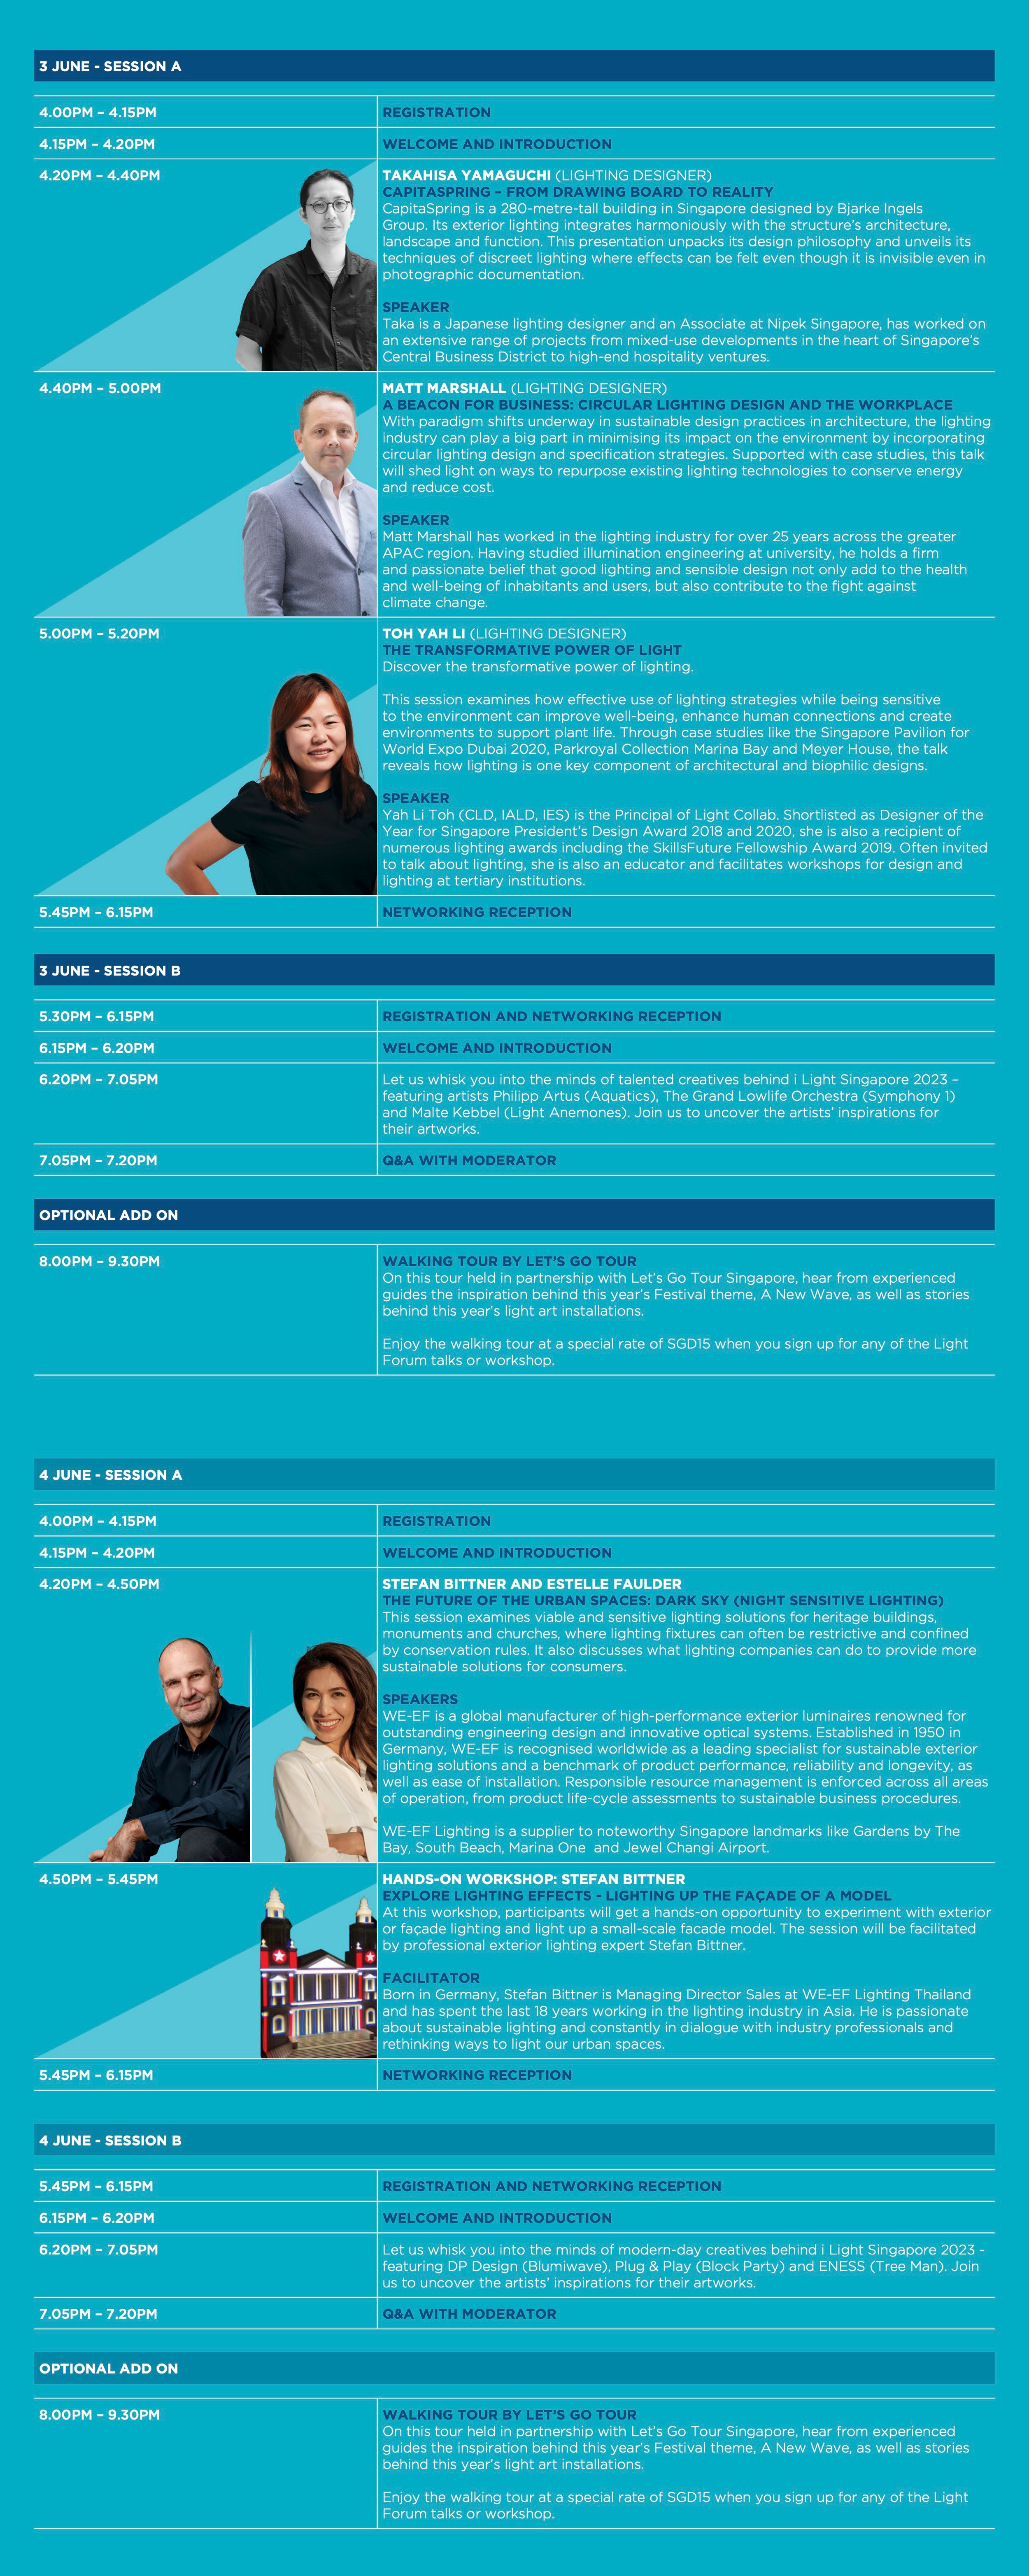 3 JUNE - SESSION A
4.00PM – 4.15PM
REGISTRATION
4.15PM – 4.20PM
WELCOME AND INTRODUCTION
4.20PM – 4.40PM
TAKAHISA YAMAGUCHI (LIGHTING DESIGNER)
CAPITASPRING – FROM DRAWING BOARD TO REALITY
CapitaSpring is a 280-metre-tall building in Singapore designed by Bjarke Ingels
Group. Its exterior lighting integrates harmoniously with the structure's architecture,
landscape and function. This presentation unpacks its design philosophy and unveils its
techniques of discreet lighting where effects can be felt even though it is invisible even in
photographic documentation.
SPEAKER
Taka is a Japanese lighting designer and an Associate at Nipek Singapore, has worked on
an extensive range of projects from mixed-use developments in the heart of Singapore's
Central Business District to high-end hospitality ventures.
4.40PM – 5.00PM
MATT MARSHALL (LIGHTING DESIGNER)
A BEACON FOR BUSINESS: CIRCULAR LIGHTING DESIGN AND THE WORKPLACE
With paradigm shifts underway in sustainable design practices in architecture, the lighting
industry can play a big part in minimising its impact on the environment by incorporating
circular lighting design and specification strategies. Supported with case studies, this talk
will shed light on ways to repurpose existing lighting technologies to conserve energy
and reduce cost.
SPEAKER
Matt Marshall has worked in the lighting industry for over 25 years across the greater
APAC region. Having studied illumination engineering at university, he holds a firm
and passionate belief that good lighting and sensible design not only add to the health
and well-being of inhabitants and users, but also contribute to the fight against
climate change.
5.00PM – 5.20PM
TOH YAH LI (LIGHTING DESIGNER)
THE TRANSFORMATIVE POWER OF LIGHT
Discover the transformative power of lighting.
This session examines how effective use of lighting strategies while being sensitive
to the environment can improve well-being, enhance human connections and create
environments to support plant life. Through case studies like the Singapore Pavilion for
World Expo Dubai 2020, Parkroyal Collection Marina Bay and Meyer House, the talk
reveals how lighting is one key component of architectural and biophilic designs.
SPEAKER
Yah Li Toh (CLD, IALD, IES) is the Principal of Light Collab. Shortlisted as Designer of the
Year for Singapore President's Design Award 2018 and 2020, she is also a recipient of
numerous lighting awards including the SkillsFuture Fellowship Award 2019. Often invited
to talk about lighting, she is also an educator and facilitates workshops for design and
lighting at tertiary institutions.
5.45PM – 6.15PM
NETWORKING RECEPTION
3 JUNE - SESSION B
5.30PM – 6.15PM
REGISTRATION AND NETWORKING RECEPTION
6.15PM – 6.20PM
WELCOME AND INTRODUCTION
6.20PM – 7.05PM
Let us whisk you into the minds of talented creatives behind i Light Singapore 2023 –
featuring artists Philipp Artus (Aquatics), The Grand Lowlife Orchestra (Symphony 1)
and Malte Kebbel (Light Anemones). Join us to uncover the artists' inspirations for
their artworks.
7.05PM – 7.20PM
Q&A WITH MODERATOR
OPTIONAL ADD ON
8.00PM – 9.30PM
WALKING TOUR BY LET'S GO TOUR
On this tour held in partnership with Let's Go Tour Singapore, hear from experienced
guides the inspiration behind this year's Festival theme, A New Wave, as well as stories
behind this year's light art installations.
Enjoy the walking tour at a special rate of SGD15 when you sign up for any of the Light
Forum talks or workshop.
4 JUNE - SESSION A
4.00PM – 4.15PM
REGISTRATION
4.15PM – 4.20PM
WELCOME AND INTRODUCTION
4.20PM – 4.50PM
STEFAN BITTNER AND ESTELLE FAULDER
THE FUTURE OF THE URBAN SPACES: DARK SKY (NIGHT SENSITIVE LIGHTING)
This session examines viable and sensitive lighting solutions for heritage buildings,
monuments and churches, where lighting fixtures can often be restrictive and confined
by conservation rules. It also discusses what lighting companies can do to provide more
sustainable solutions for consumers.
SPEAKERS
WE-EF is a global manufacturer of high-performance exterior luminaires renowned for
outstanding engineering design and innovative optical systems. Established in 1950 in
Germany, WE-EF is recognised worldwide as a leading specialist for sustainable exterior
lighting solutions and a benchmark of product performance, reliability and longevity, as
well as ease of installation. Responsible resource management is enforced across all areas
of operation, from product life-cycle assessments to sustainable business procedures.
WE-EF Lighting is a supplier to noteworthy Singapore landmarks like Gardens by The
Bay, South Beach, Marina One and Jewel Changi Airport.
4.50PM – 5.45PM
HANDS-ON WORKSHOP: STEFAN BITTNER
EXPLORE LIGHTING EFFECTS - LIGHTING UP THE FAÇADE OF A MODEL
At this workshop, participants will get a hands-on opportunity to experiment with exterior
or façade lighting and light up a small-scale facade model. The session will be facilitated
by professional exterior lighting expert Stefan Bittner.
FACILITATOR
Born in Germany, Stefan Bittner is Managing Director Sales at WE-EF Lighting Thailand
and has spent the last 18 years working in the lighting industry in Asia. He is passionate
about sustainable lighting and constantly in dialogue with industry professionals and
rethinking ways to light our urban spaces.
5.45PM – 6.15PM
NETWORKING RECEPTION
4 JUNE - SESSION B
5.45PM – 6.15PM
REGISTRATION AND NETWORKING RECEPTION
6.15PM – 6.20PM
WELCOME AND INTRODUCTION
6.20PM – 7.05PM
Let us whisk you into the minds of modern-day creatives behind i Light Singapore 2023 -
featuring DP Design (Blumiwave), Plug & Play (Block Party) and ENESS (Tree Man). Join
us to uncover the artists' inspirations for their artworks.
7.05PM – 7.20PM
Q&A WITH MODERATOR
OPTIONAL ADD ON
8.00PM – 9.30PM
WALKING TOUR BY LET'S GO TOUR
On this tour held in partnership with Let's Go Tour Singapore, hear from experienced
guides the inspiration behind this year's Festival theme, A New Wave, as well as stories
behind this year's light art installations.
Enjoy the walking tour at a special rate of SGD15 when you sign up for any of the Light
Forum talks or workshop.